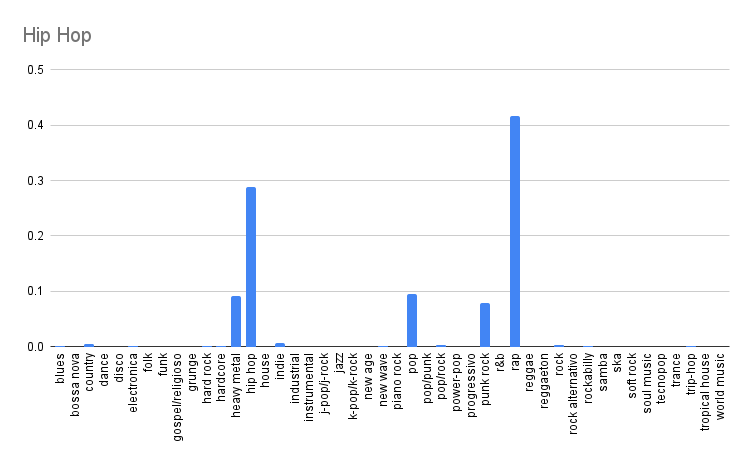 Hip Hop
0.5
0.4
0.3
0.2
0.1
0.0
blues
bossa nova
country
dance
disco
electronica
folk
funk
gospel/religioso
grunge
hard rock
hardcore
heavy metal
hip hop
house
indie
industrial
instrumental
j-pop/j-rock
jazz
k-pop/k-rock
new age
new wave
piano rock
pop
pop/punk
pop/rock
power-pop
progressivo
punk rock
r&b
rap
reggae
reggaeton
rock
rock alternativo
rockabilly
samba
ska
soft rock
soul music
tecnopop
trance
trip-hop
tropical house
world music